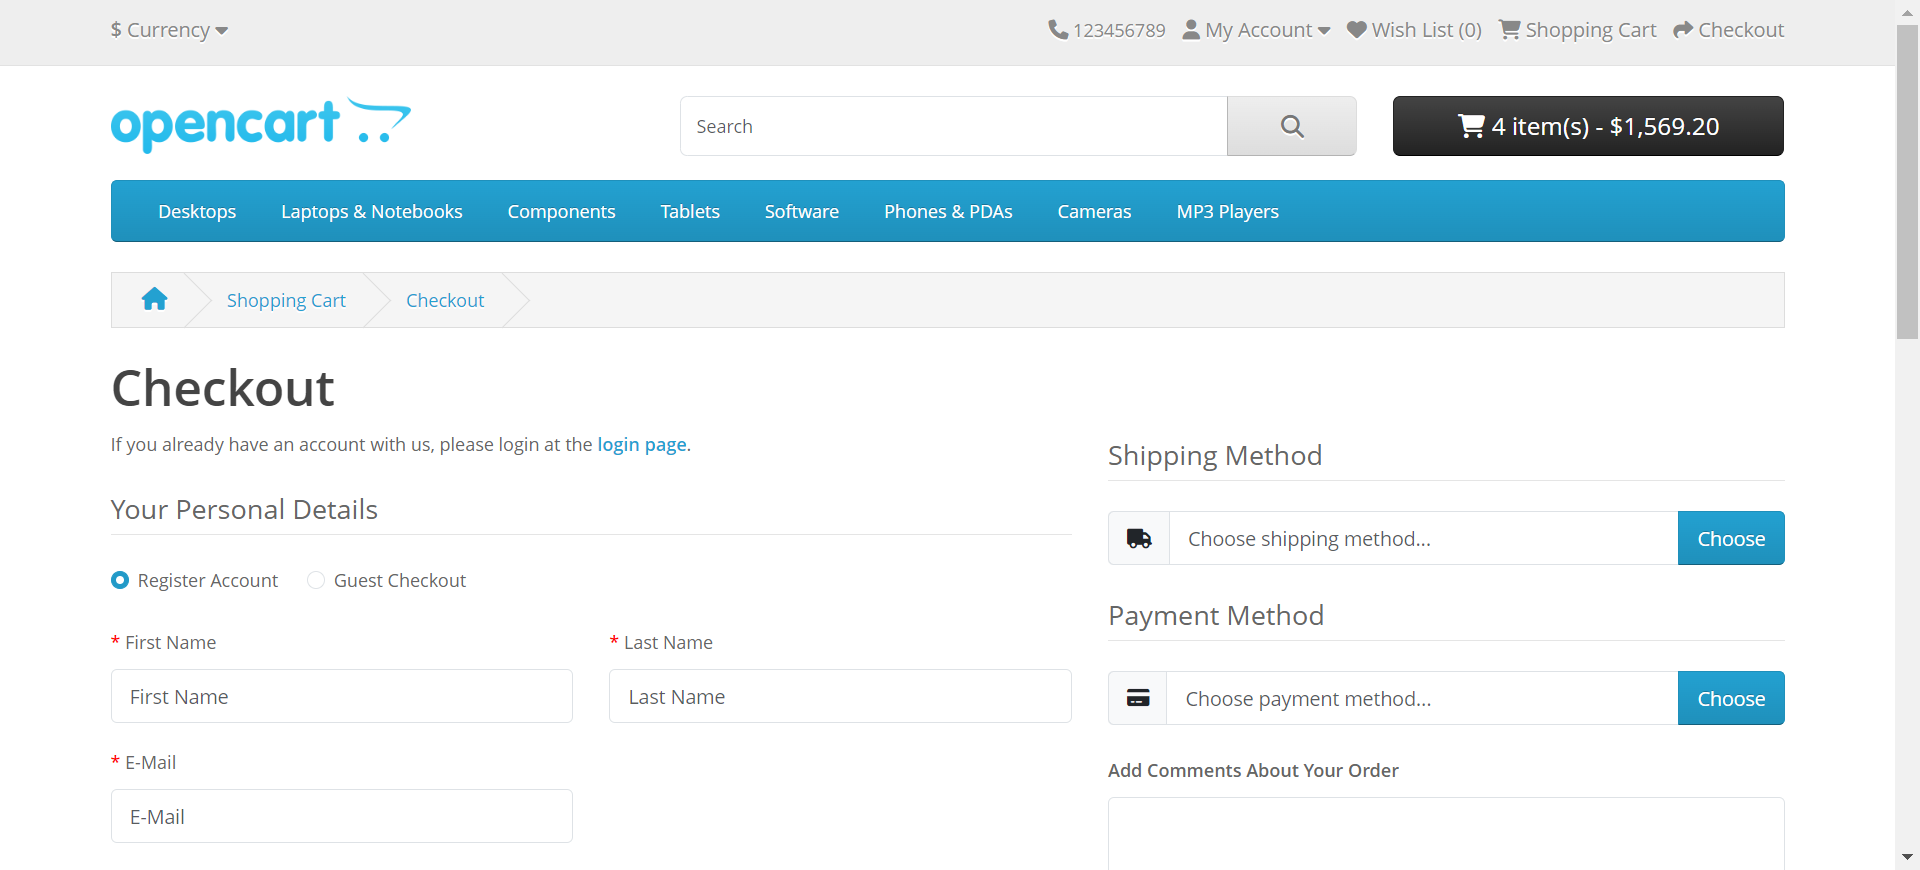 $ Currency
123456789 My Account Wish List (0) Shopping Cart Checkout
opencart
Search
4 item(s) - $1,569.20
Desktops Laptops & Notebooks Components Tablets Software Phones & PDAs Cameras MP3 Players
Shopping Cart Checkout
Checkout
If you already have an account with us, please login at the login page.
Your Personal Details
Register Account Guest Checkout
* First Name
* Last Name
First Name
Last Name
* E-Mail
E-Mail
Shipping Method
Choose shipping method...
Choose
Payment Method
Choose payment method...
Choose
Add Comments About Your Order